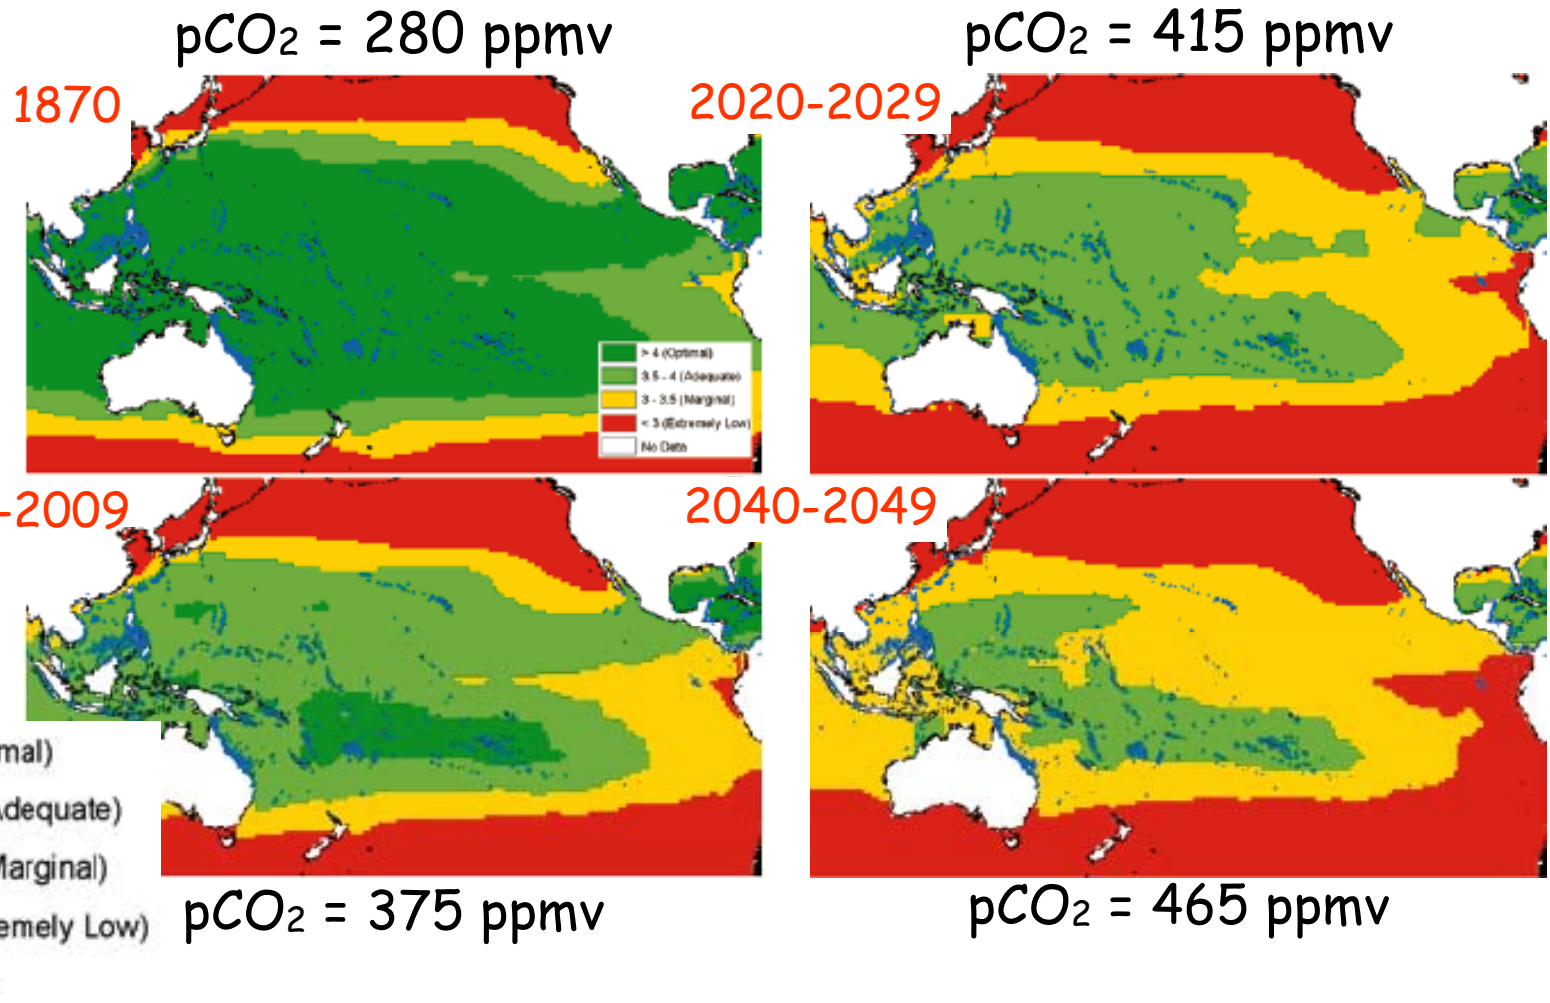 pCO2 = 280 ppmv
pCO2 = 415 ppmv
1870
2020-2029
> 4 (Optimal)
3.5 - 4 (Adequate)
3 - 3.5 (Marginal)
< 3 (Extremely Low)
No Data
-2009
2040-2049
mal)
Adequate)
Marginal)
emely Low)
pCO2 = 375 ppmv
pCO2 = 465 ppmv